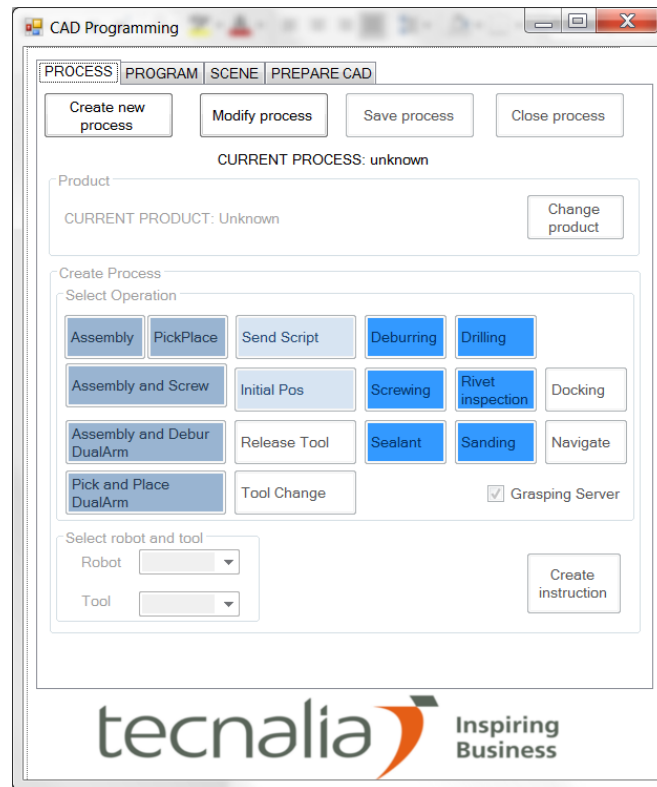 CAD Programming
PROCESS PROGRAM SCENE PREPARE CAD
Create new
process
Modify process
Save process
Close process
CURRENT PROCESS: unknown
Product
CURRENT PRODUCT: Unknown
Change
product
Create Process
Select Operation
Assembly
PickPlace
Send Script
Deburring
Drilling
Assembly and Screw
Initial Pos
Screwing
Rivet
inspection
Docking
Assembly and Debur
DualArm
Release Tool
Sealant
Sanding
Navigate
Pick and Place
DualArm
Tool Change
Grasping Server
Select robot and tool
Robot
Tool
Create
instruction
tecnalia
Inspiring
Business